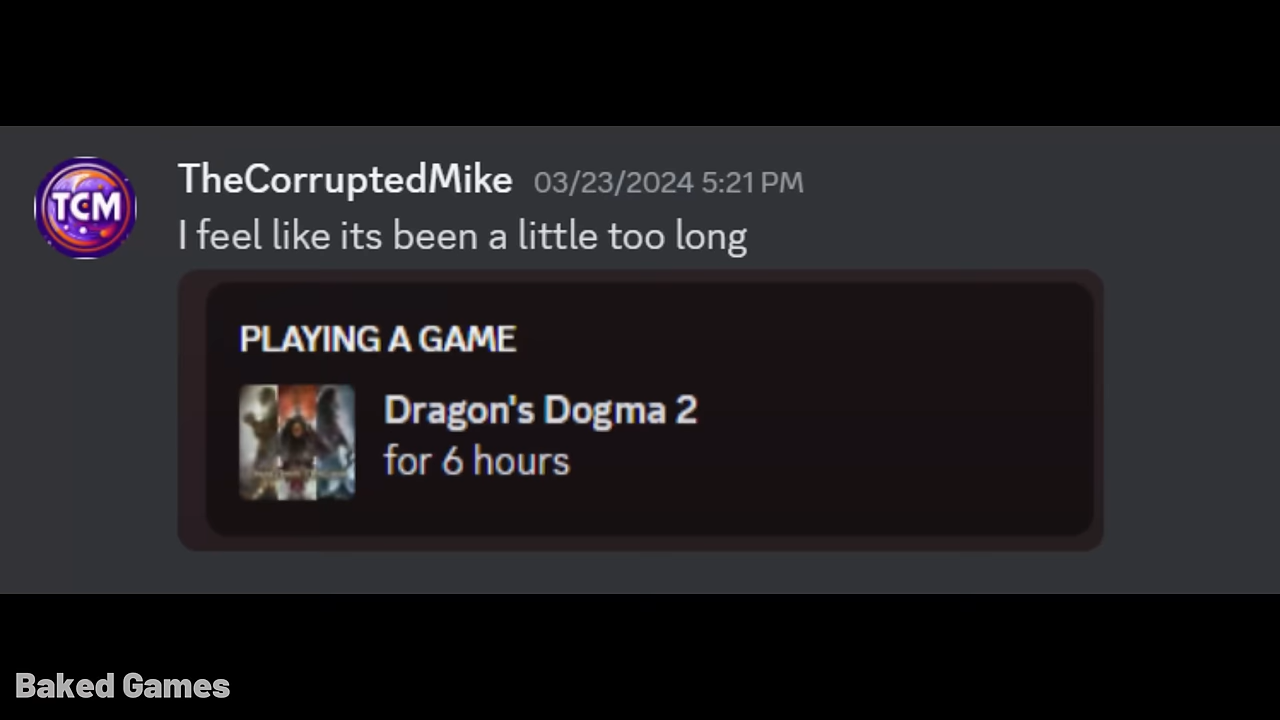 TCM
TheCorruptedMike 03/23/2024 5:21 PM
I feel like its been a little too long
PLAYING A GAME
Dragon's Dogma 2
for 6 hours
Baked Games